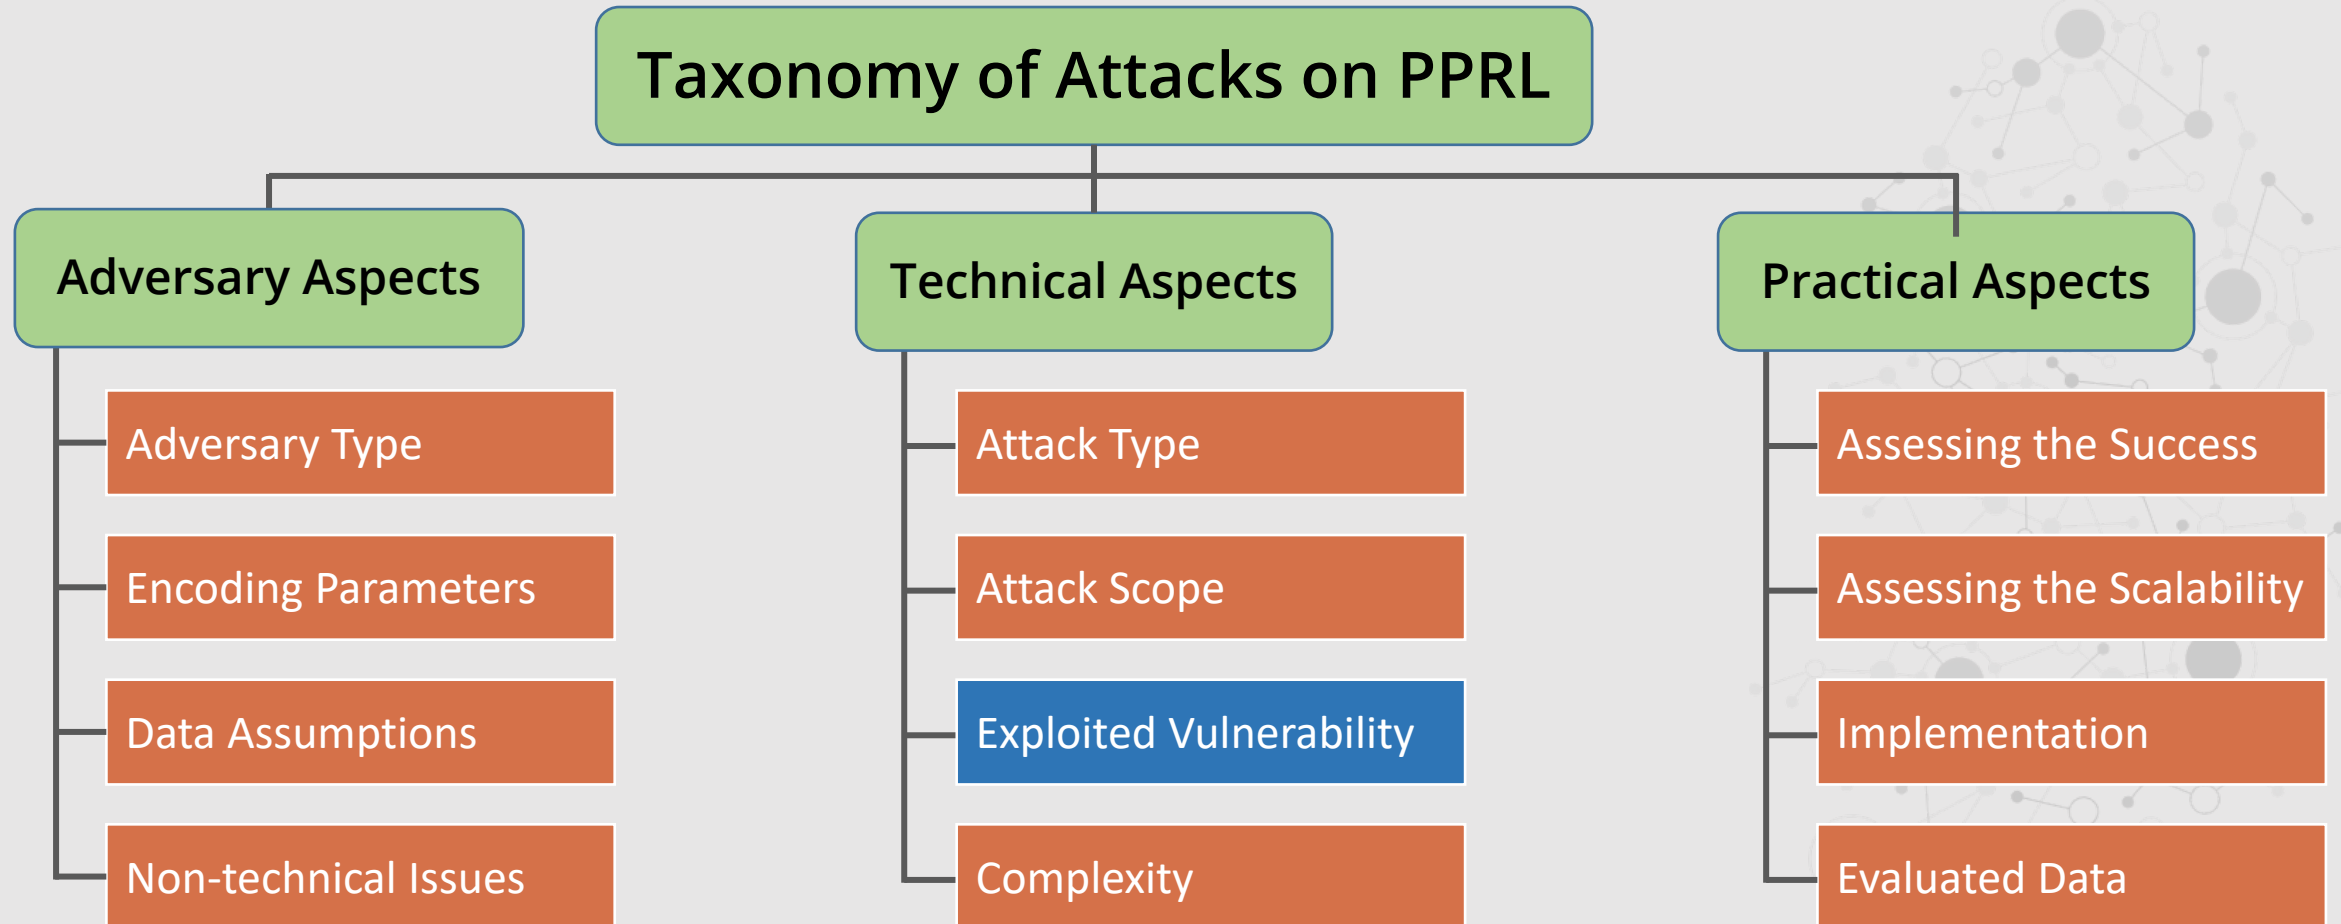 Taxonomy of Attacks on PPRL
Adversary Aspects
Adversary Type
Encoding Parameters
Data Assumptions
Non-technical Issues
Technical Aspects
Attack Type
Attack Scope
Exploited Vulnerability
Complexity
Practical Aspects
Assessing the Success
Assessing the Scalability
Implementation
Evaluated Data